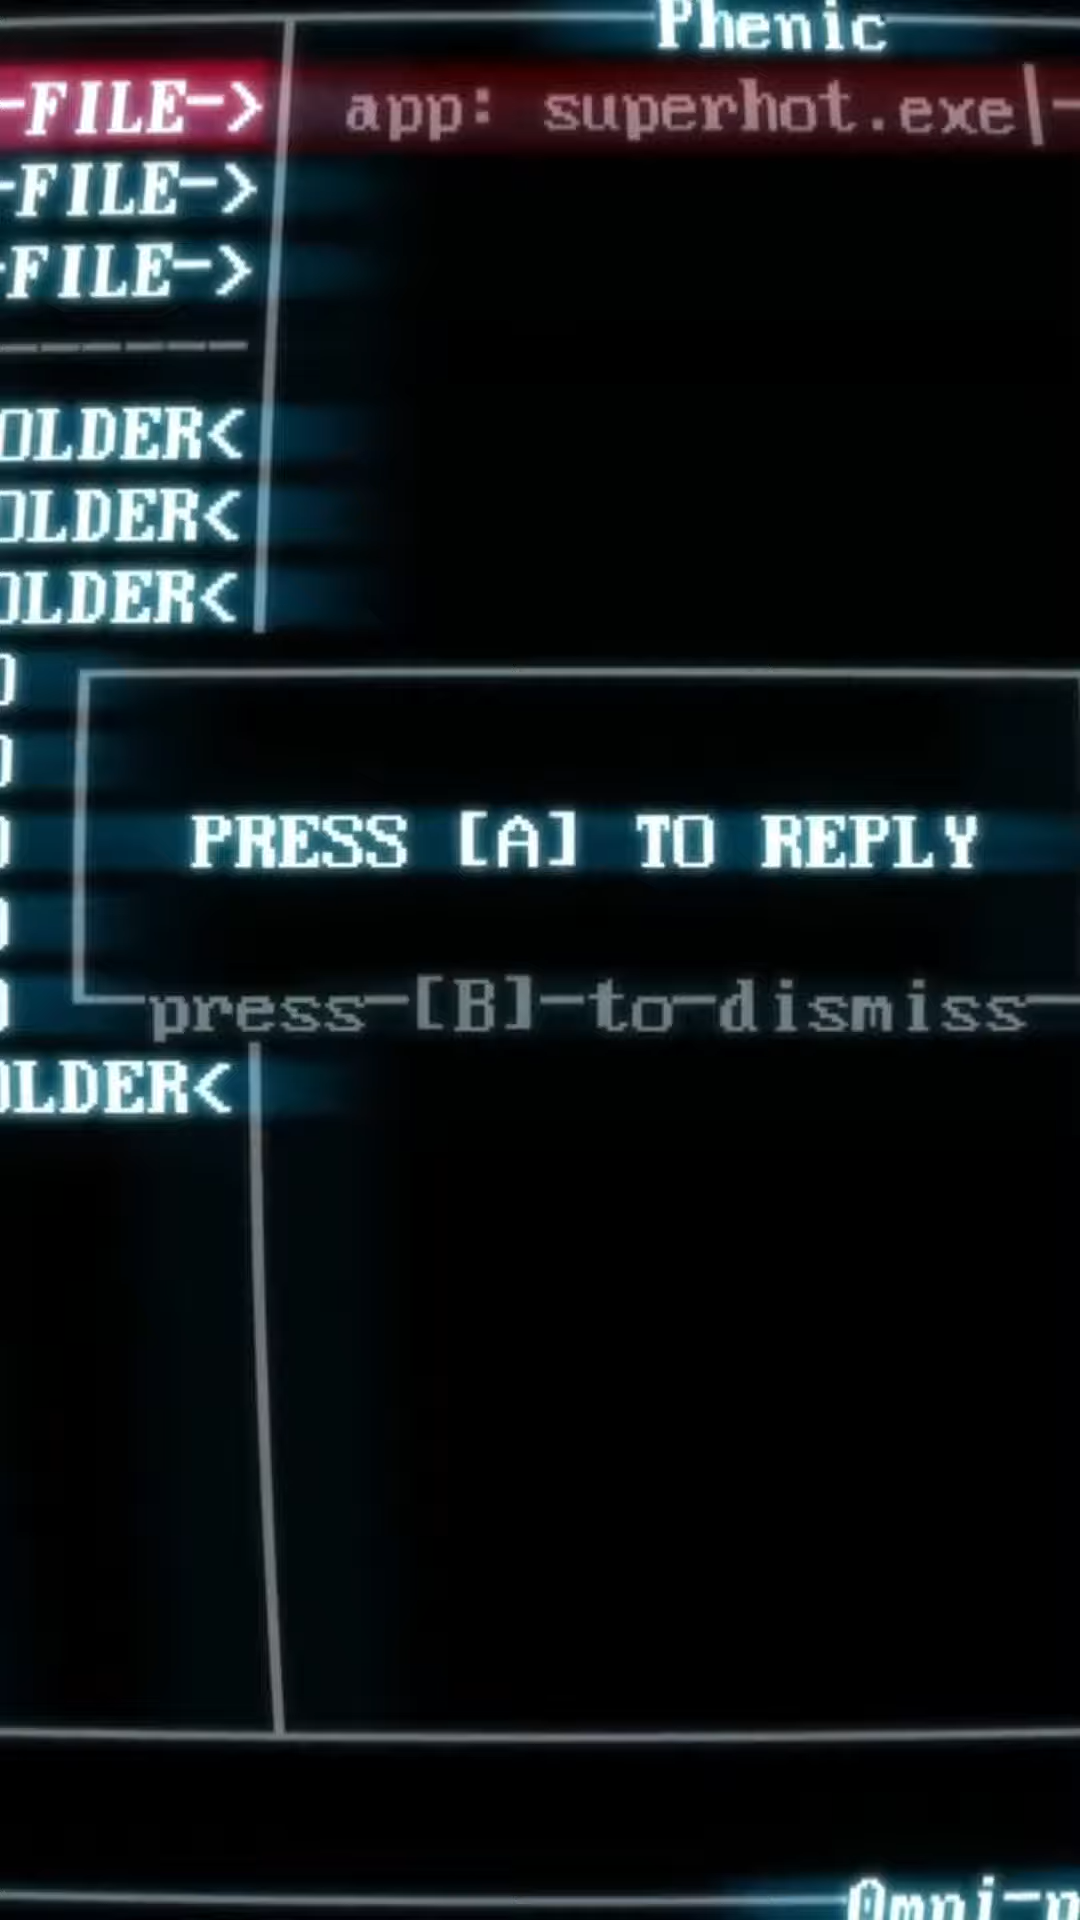 Phenic
-FILE-> app: superhot.exe
-FILE->
-FILE->
OLDER<
OLDER<
OLDER<
PRESS [A] TO REPLY
press-[B]-to-dismiss
OLDER<